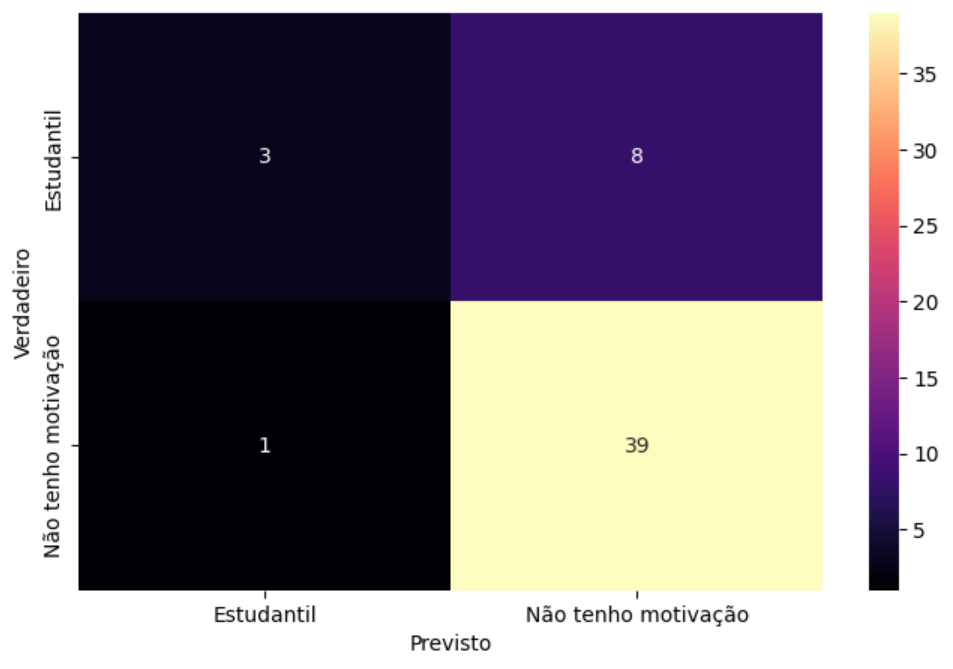 Verdadeiro
Estudantil
Não tenho motivação
3
8
1
39
Estudantil
Não tenho motivação
Previsto
35
30
25
20
15
10
5